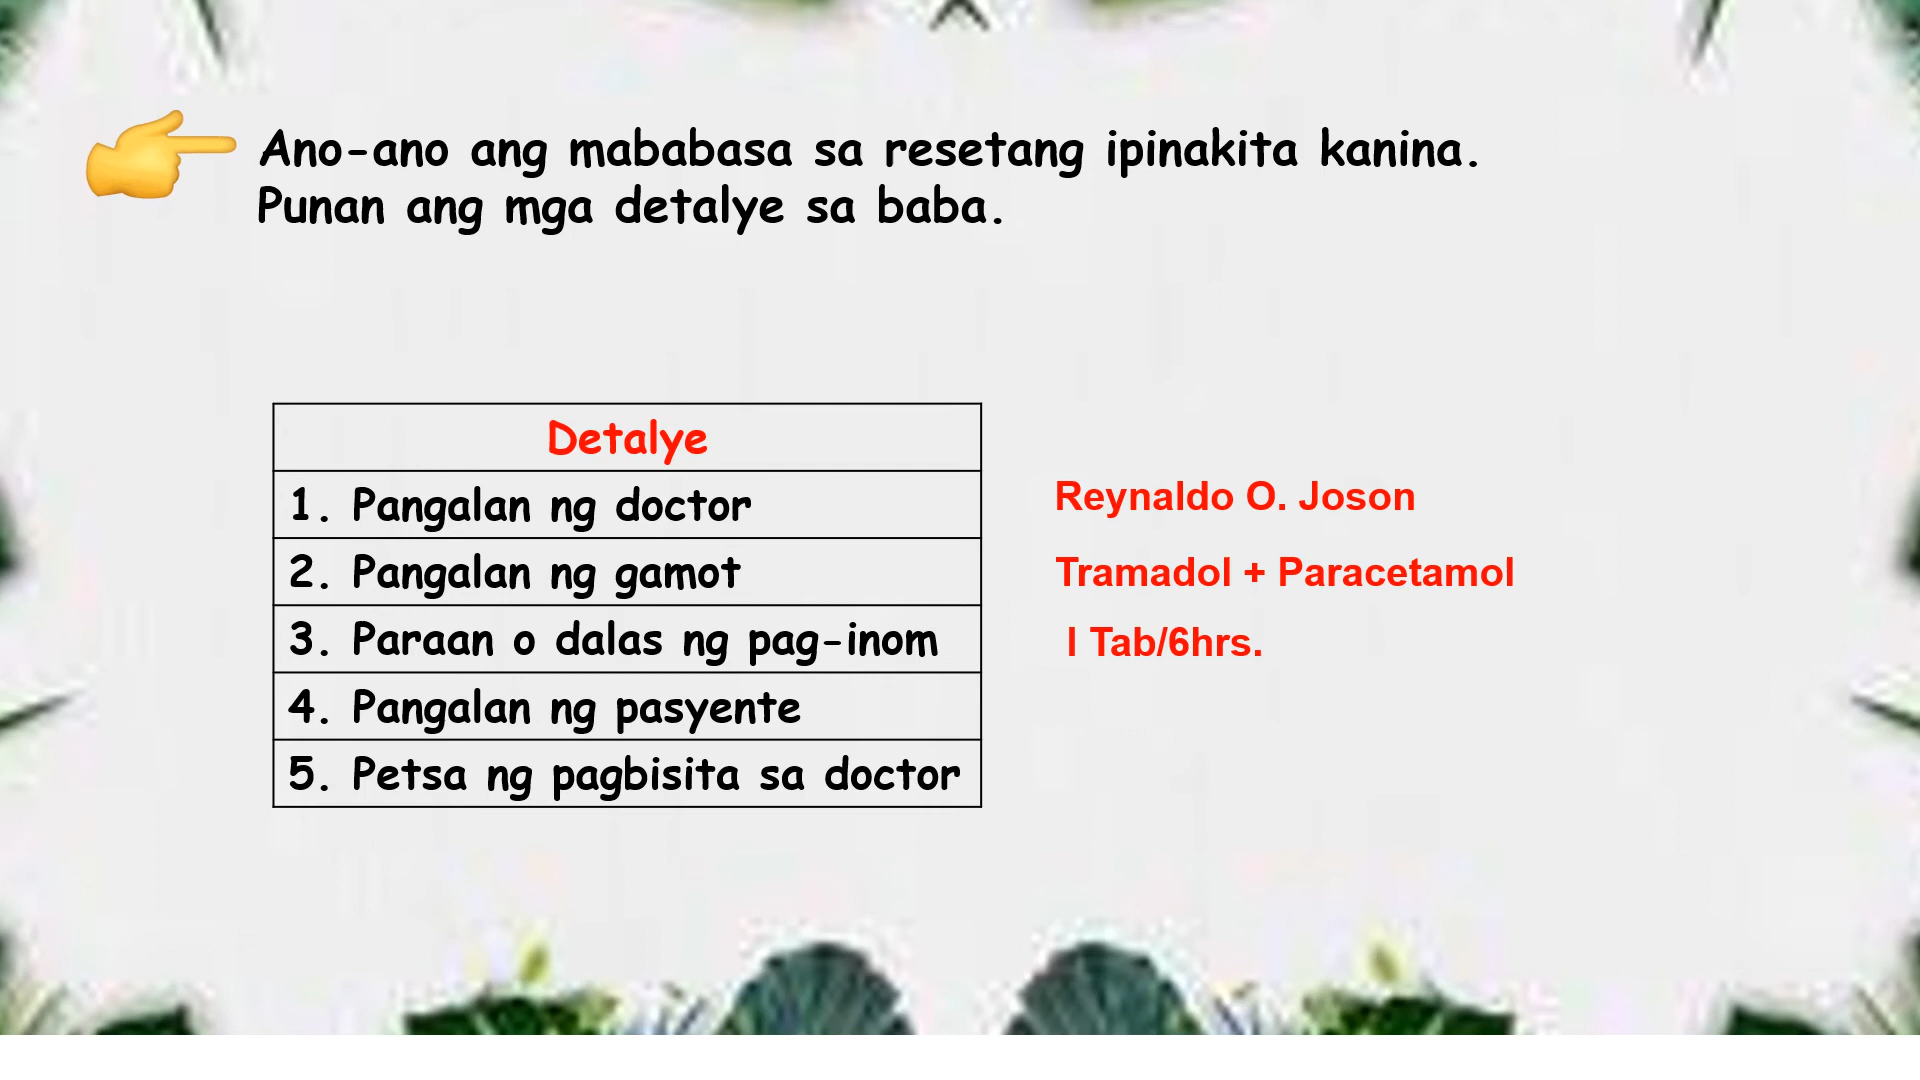 Ano-ano ang mababasa sa resetang ipinakita kanina.
Punan ang mga detalye sa baba.
Detalye
1. Pangalan ng doctor
Reynaldo O. Joson
2. Pangalan ng gamot
Tramadol + Paracetamol
3. Paraan o dalas ng pag-inom
I Tab/6hrs.
4. Pangalan ng pasyente
5. Petsa ng pagbisita sa doctor